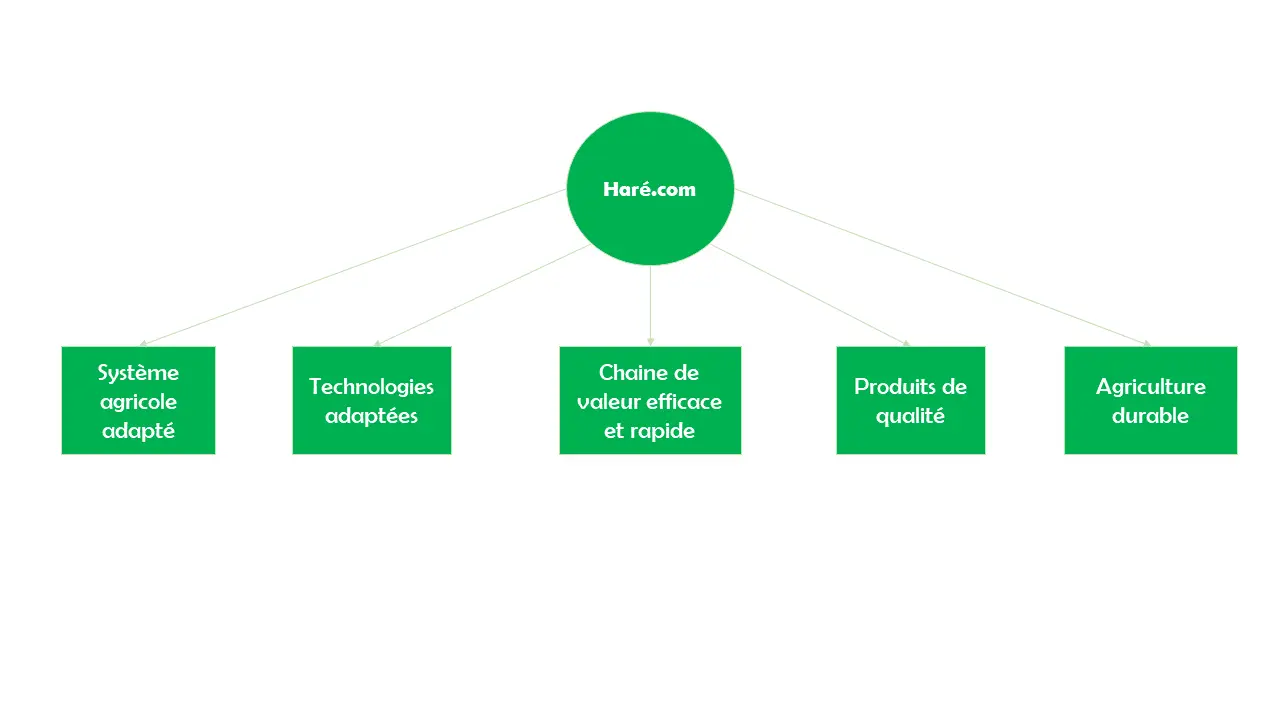 Haré.com
Système
agricole
adapté
Technologies
adaptées
Chaine de
valeur efficace
et rapide
Produits de
qualité
Agriculture
durable